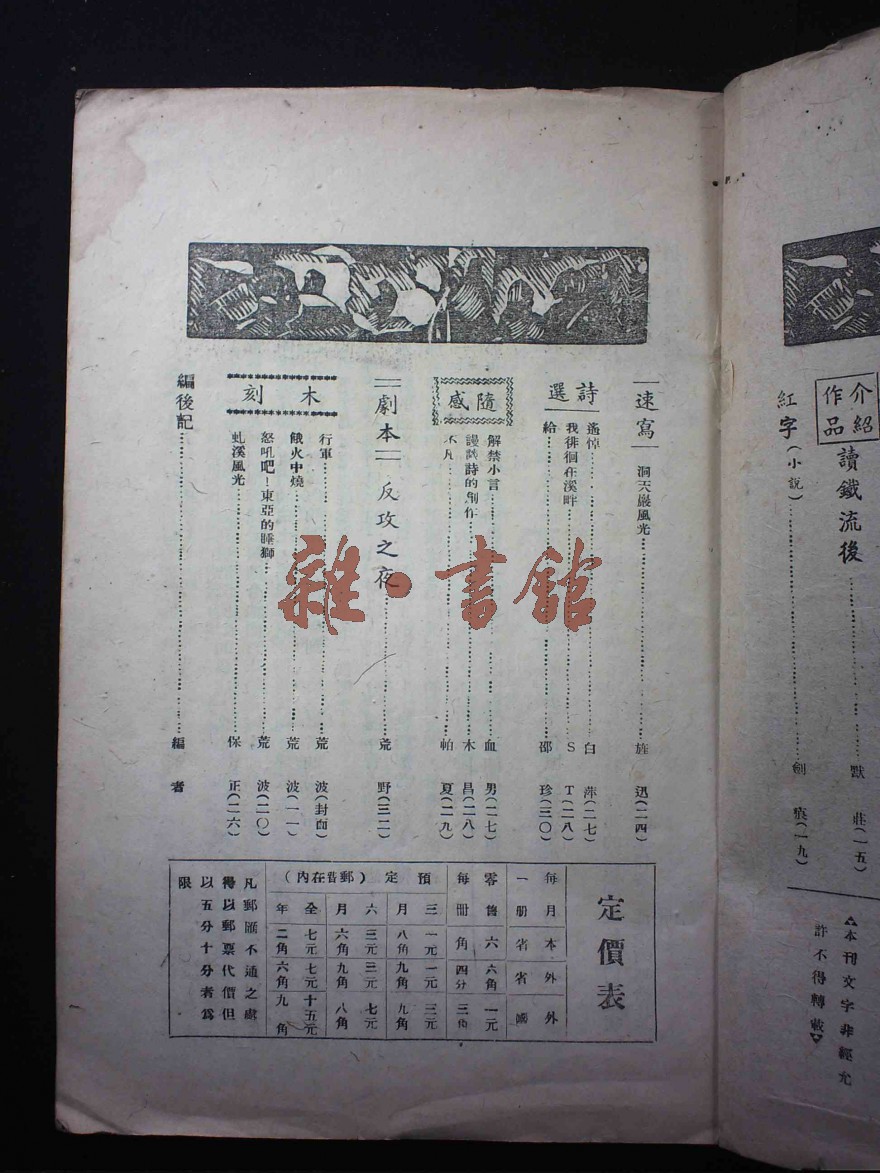 介紹
作品
讀鐵流後……默 莊(一五)
紅字(小說)……劍 痕(一九)
△本刊文字非經允
許不得轉載▽
速寫
洞天巖風光……旌 迅(二四)
詩選
遙悼……白 萍(二七)
我徘徊在溪畔……S T(二八)
給……邵 珍(三〇)
隨感
解禁小言……血 男(二七)
談詩的創作……木 昌(二八)
不凡……帕 夏(二九)
劇本
反攻之夜……荒 野(三二)
木刻
行軍……荒 波(封面)
餓火中燒……荒 波(一一)
怒吼吧!東亞的睡獅……荒 波(二〇)
虬溪風光……保 正(二六)
編後記……編 者
定價表
每月一册 本省 外省 國外
零售每册 六角 六角四分 一元三角
預定(郵費在內)
三月 一元八角 一元九角 三元九角
六月 三元六角 三元九角 七元八角
全年 七元二角 七元六角 十五元九角
凡郵匯不通之處
得以郵票代價但
以五分十分者爲
限
雜·書館